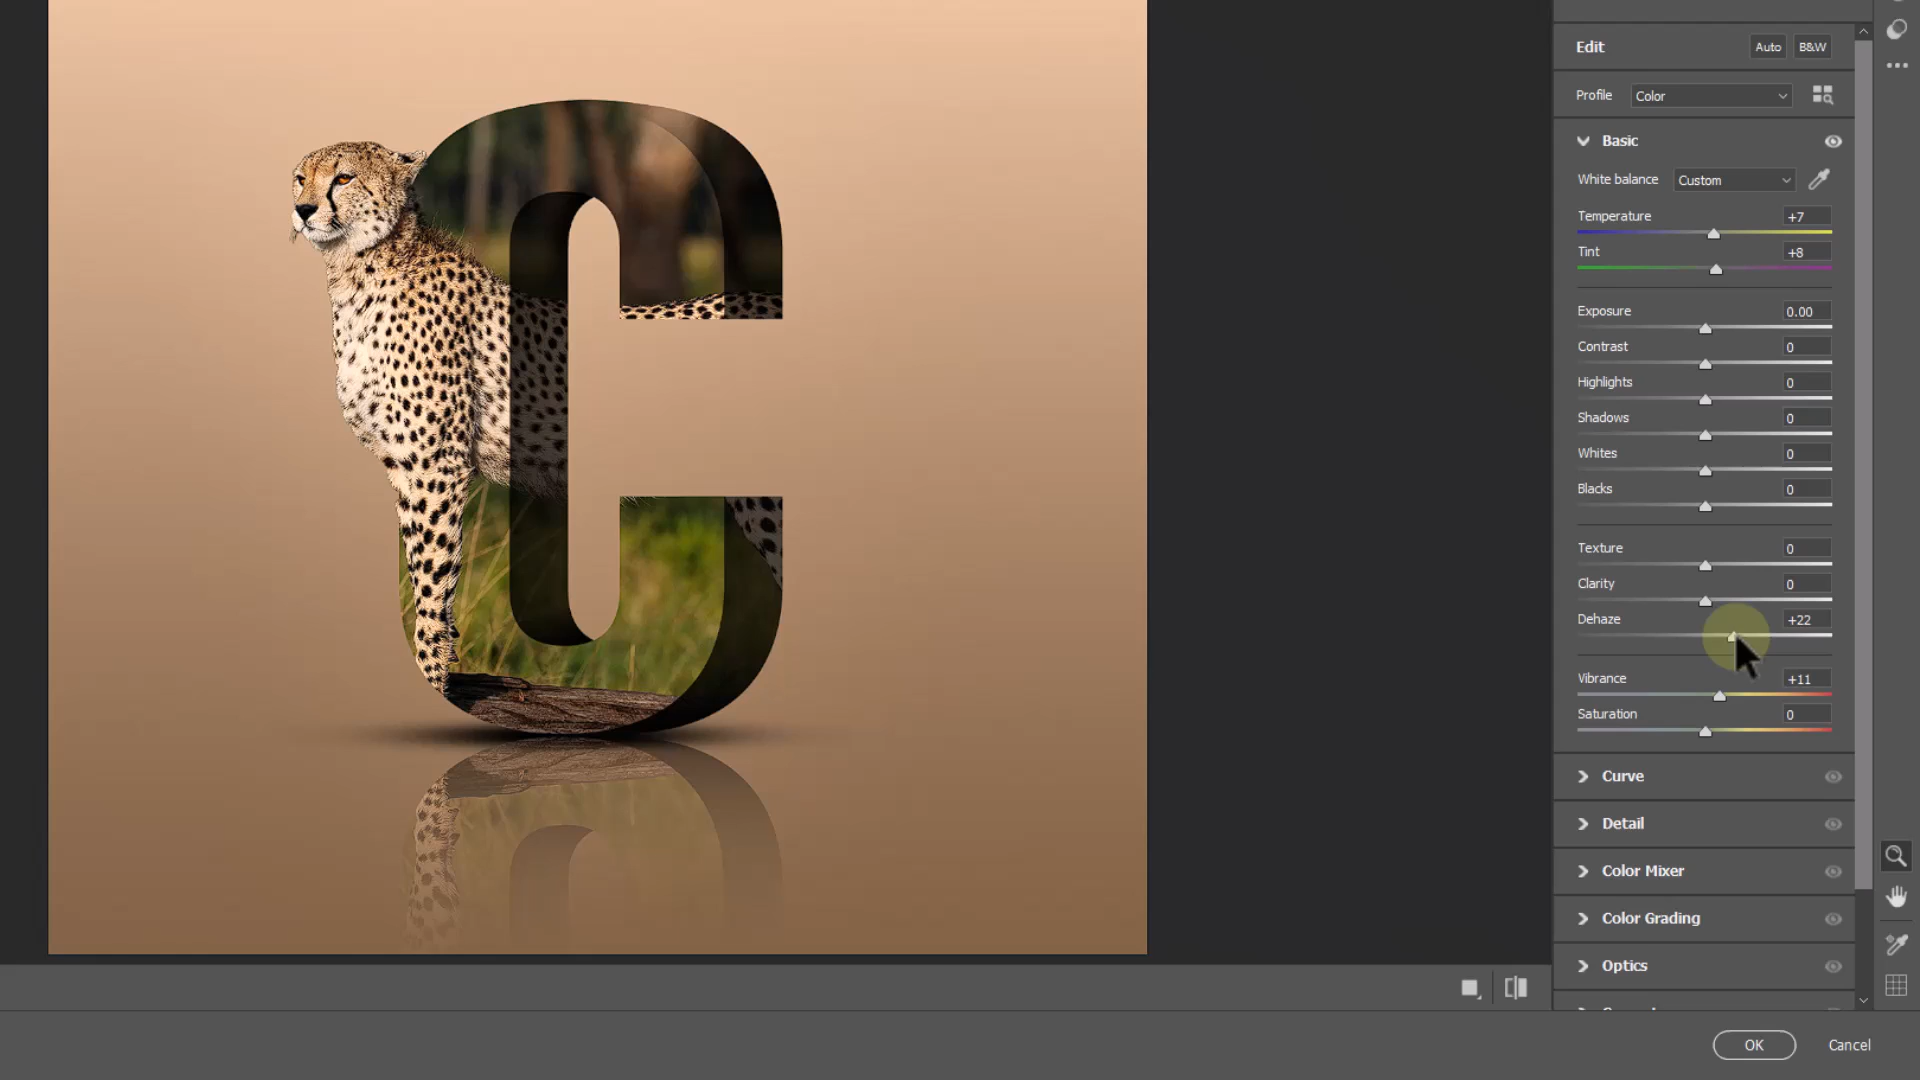 Edit
Auto
B&W
Profile
Color
Basic
White balance
Custom
Temperature
+7
Tint
+8
Exposure
0.00
Contrast
0
Highlights
0
Shadows
0
Whites
0
Blacks
0
Texture
0
Clarity
0
Dehaze
+22
Vibrance
+11
Saturation
0
Curve
Detail
Color Mixer
Color Grading
Optics
OK
Cancel
C